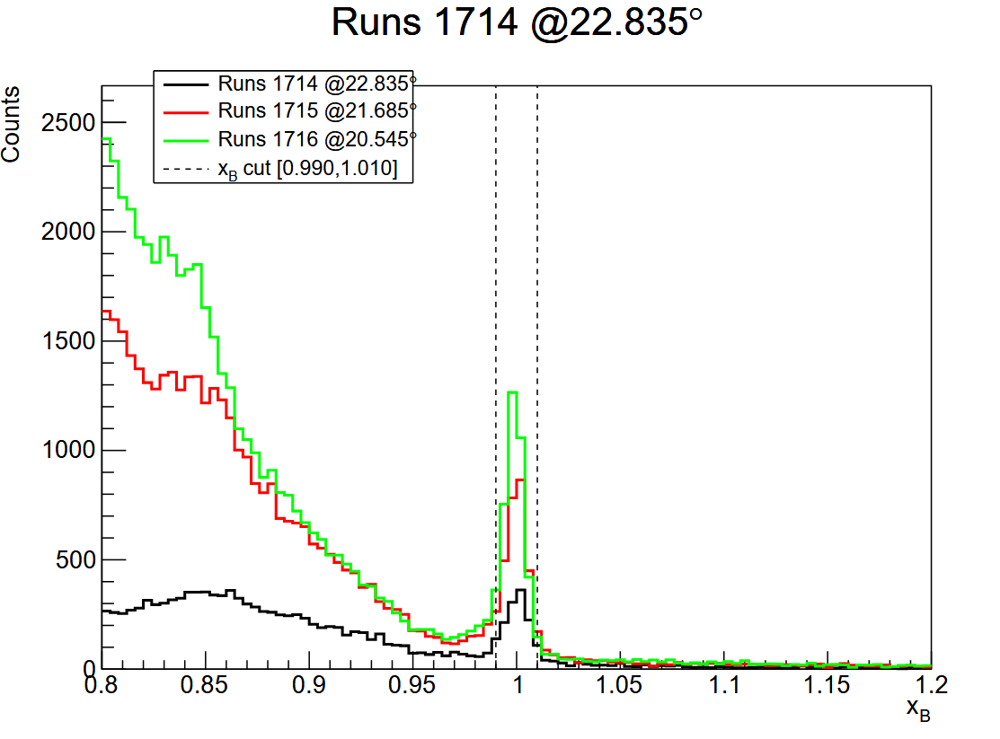 Runs 1714 @22.835°
Counts
Runs 1714 @22.835°
Runs 1715 @21.685°
Runs 1716 @20.545°
x_B cut [0.990,1.010]
2500
2000
1500
1000
500
0
0.8 0.85 0.9 0.95 1 1.05 1.1 1.15 1.2
x_B